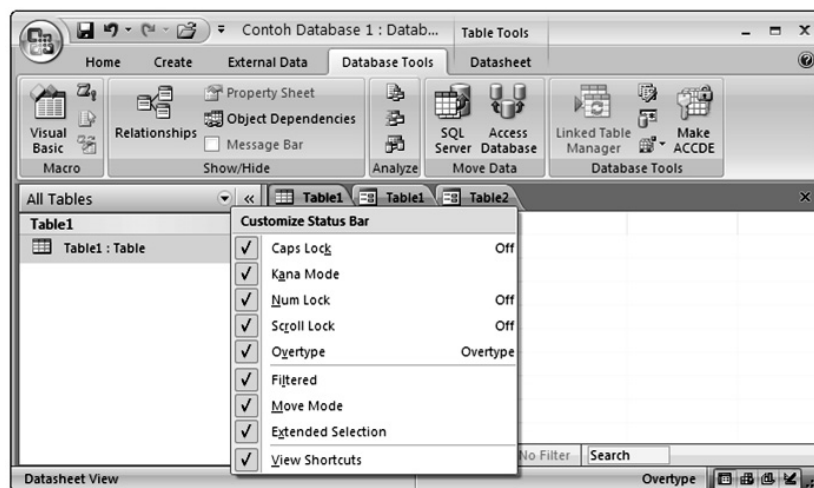 Contoh Database 1 : Datab... Table Tools
Home Create External Data Database Tools Datasheet
Visual Basic
Macro
Relationships
Property Sheet
Object Dependencies
Message Bar
Show/Hide
Analyze
SQL Server
Access Database
Move Data
Linked Table Manager
Make ACCDE
Database Tools
All Tables
Table1 Table1 Table2
Table1
Table1 : Table
Customize Status Bar
Caps Lock Off
Kana Mode
Num Lock Off
Scroll Lock Off
Overtype Overtype
Filtered
Move Mode
Extended Selection
View Shortcuts
No Filter Search
Datasheet View Overtype